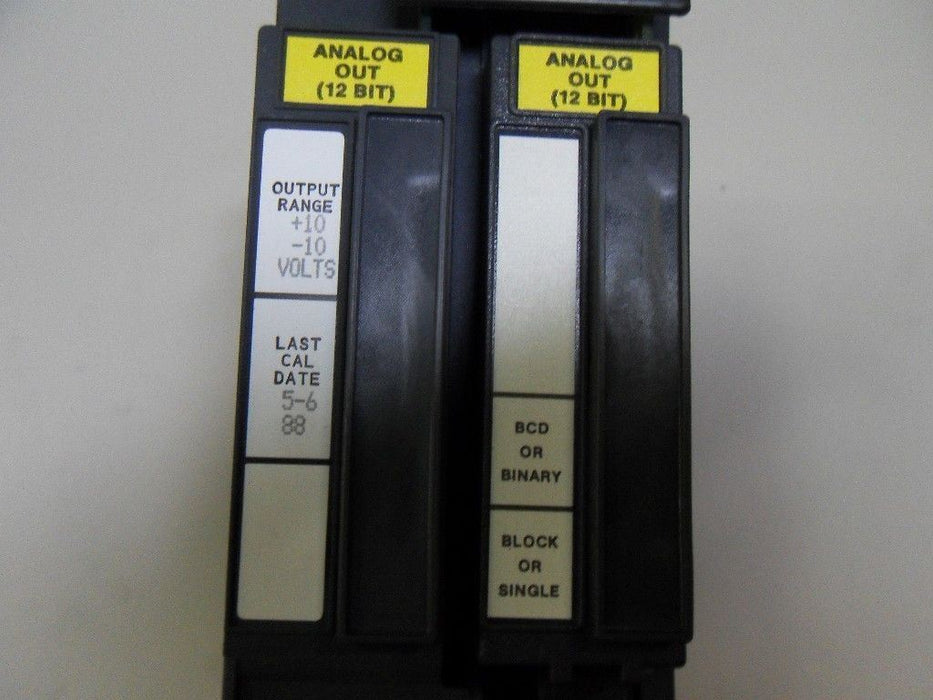 ANALOG
OUT
(12 BIT)
OUTPUT
RANGE
+10
-10
VOLTS
LAST
CAL
DATE
5-6
88
ANALOG
OUT
(12 BIT)
BCD
OR
BINARY
BLOCK
OR
SINGLE